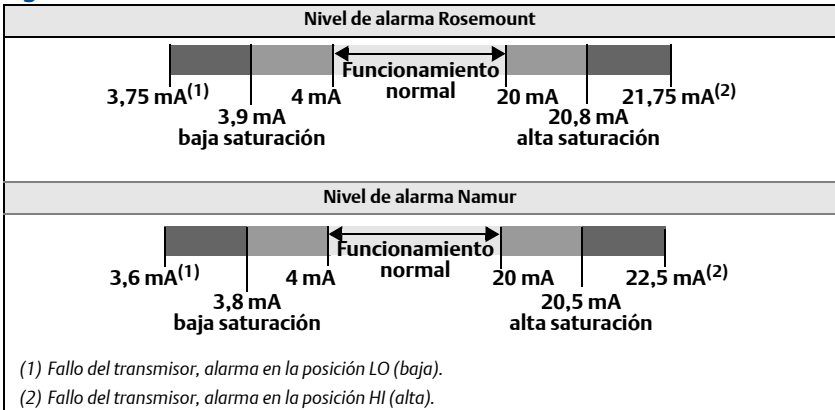 Nivel de alarma Rosemount
Funcionamiento
normal
3,75 mA(1)
4 mA
20 mA
21,75 mA(2)
3,9 mA
20,8 mA
baja saturación
alta saturación
Nivel de alarma Namur
Funcionamiento
normal
3,6 mA(1)
4 mA
20 mA
22,5 mA(2)
3,8 mA
20,5 mA
baja saturación
alta saturación
(1) Fallo del transmisor, alarma en la posición LO (baja).
(2) Fallo del transmisor, alarma en la posición HI (alta).